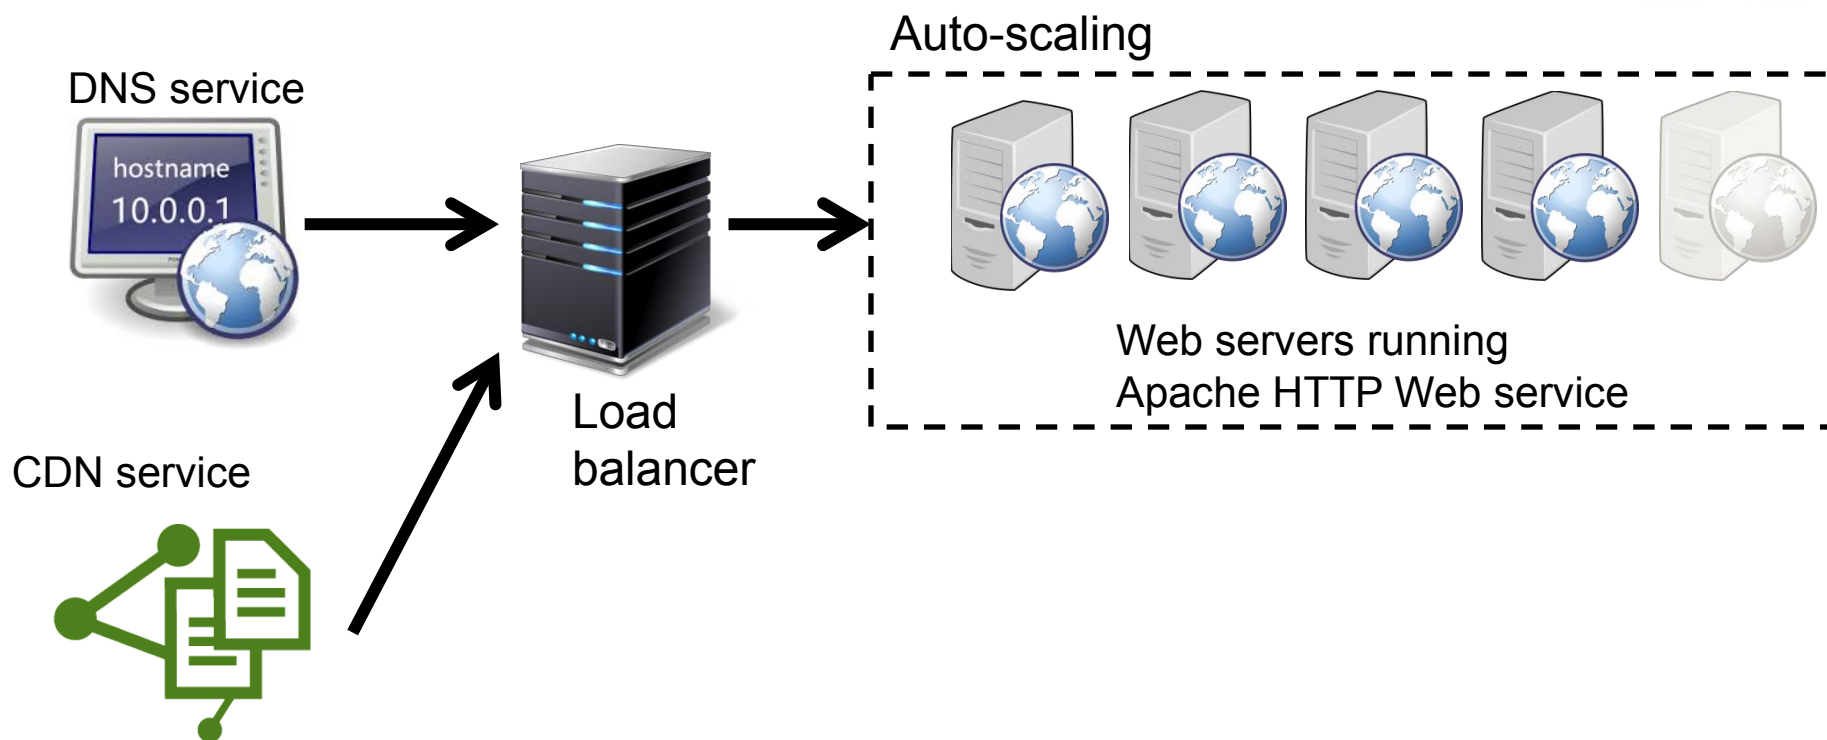 Auto-scaling
DNS service
hostname
10.0.0.1
Web servers running
Apache HTTP Web service
Load
balancer
CDN service